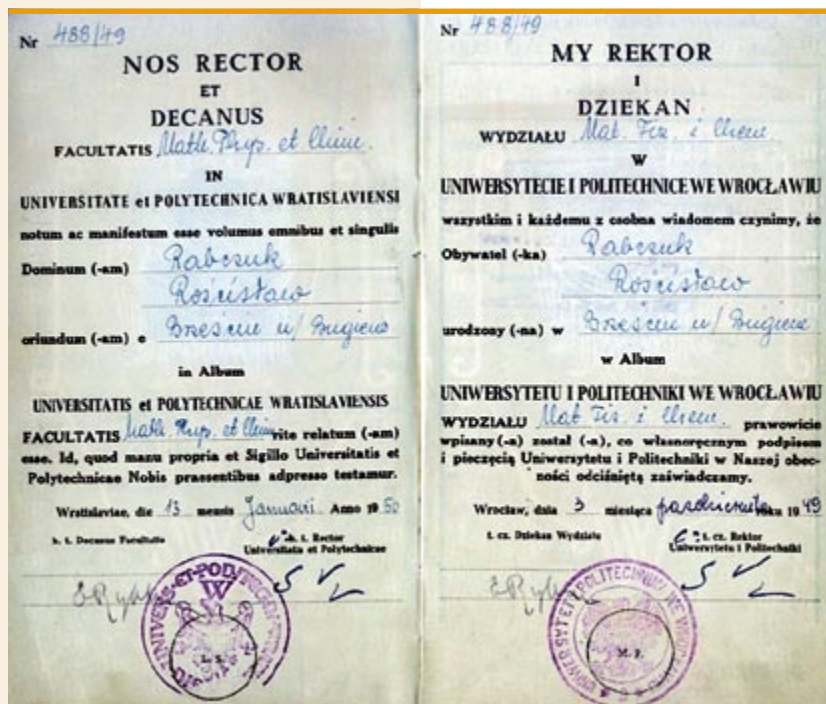 Nr 488/49
NOS RECTOR
ET
DECANUS
FACULTATIS Math. Phys. et Chim.
IN
UNIVERSITATE et POLYTECHNICA WRATISLAVIENSI
notum ac manifestum esse volumus omnibus et singulis
Dominum (-am) Rabczuk
Rościsław
oriundum (-am) e Brześciu n/Bugiem
in Album
UNIVERSITATIS et POLYTECHNICAE WRATISLAVIENSIS
FACULTATIS Math. Phys. et Chim rite relatum (-am)
esse. Id, quod manu propria et Sigillo Universitatis et
Polytechnicae Nobis praesentibus adpresso testamur.
Wratislaviae, die 13 mensis Januarii Anno 1950
h. t. Decanus Facultatis
h. t. Rector
Universitatis et Polytechnicae
L. S.
Nr 488/49
MY REKTOR
I
DZIEKAN
WYDZIAŁU Mat. Fiz. i Chem.
W
UNIWERSYTECIE I POLITECHNICE WE WROCŁAWIU
wszystkim i każdemu z osobna wiadomem czynimy, że
Obywatel (-ka) Rabczuk
Rościsław
urodzony (-na) w Brześciu n/Bugiem
w Album
UNIWERSYTETU I POLITECHNIKI WE WROCŁAWIU
WYDZIAŁU Mat. Fiz. i Chem. prawowicie
wpisany (-a) został (-a), co własnoręcznym podpisem
i pieczęcią Uniwersytetu i Politechniki w Naszej obec-
ności odciśniętą zaświadczamy.
Wrocław, dnia 3 miesiąca października roku 1949
t. cz. Dziekan Wydziału
t. cz. Rektor
Uniwersytetu i Politechniki
UNIWERSYTET I POLITECHNIKA WE WROCŁAWIU
M. P.